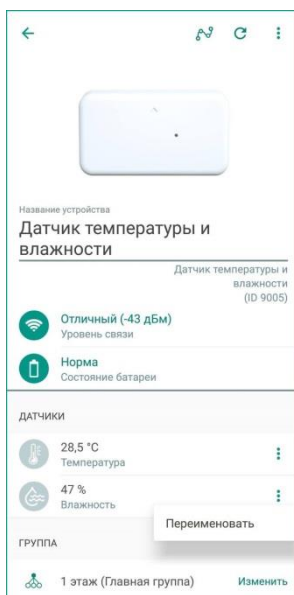 Название устройства
Датчик температуры и
влажности
Датчик температуры и
влажности
(ID 9005)
Отличный (-43 дБм)
Уровень связи
Норма
Состояние батареи
ДАТЧИКИ
28,5 °C
Температура
47 %
Влажность
Переименовать
ГРУППА
1 этаж (Главная группа)
Изменить